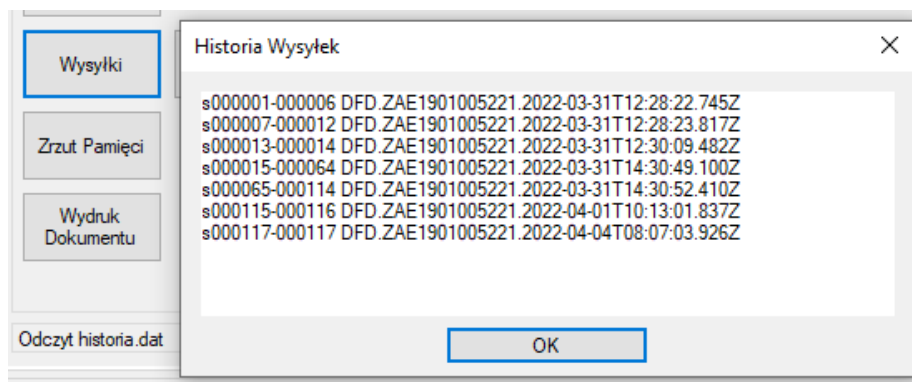 Historia Wysyłek
Wysyłki
s000001-000006 DFD.ZAE1901005221.2022-03-31T12:28:22.745Z
s000007-000012 DFD.ZAE1901005221.2022-03-31T12:28:23.817Z
s000013-000014 DFD.ZAE1901005221.2022-03-31T12:30:09.482Z
s000015-000064 DFD.ZAE1901005221.2022-03-31T14:30:49.100Z
s000065-000114 DFD.ZAE1901005221.2022-03-31T14:30:52.410Z
s000115-000116 DFD.ZAE1901005221.2022-04-01T10:13:01.837Z
s000117-000117 DFD.ZAE1901005221.2022-04-04T08:07:03.926Z
Zrzut Pamięci
Wydruk
Dokumentu
Odczyt historia.dat
OK